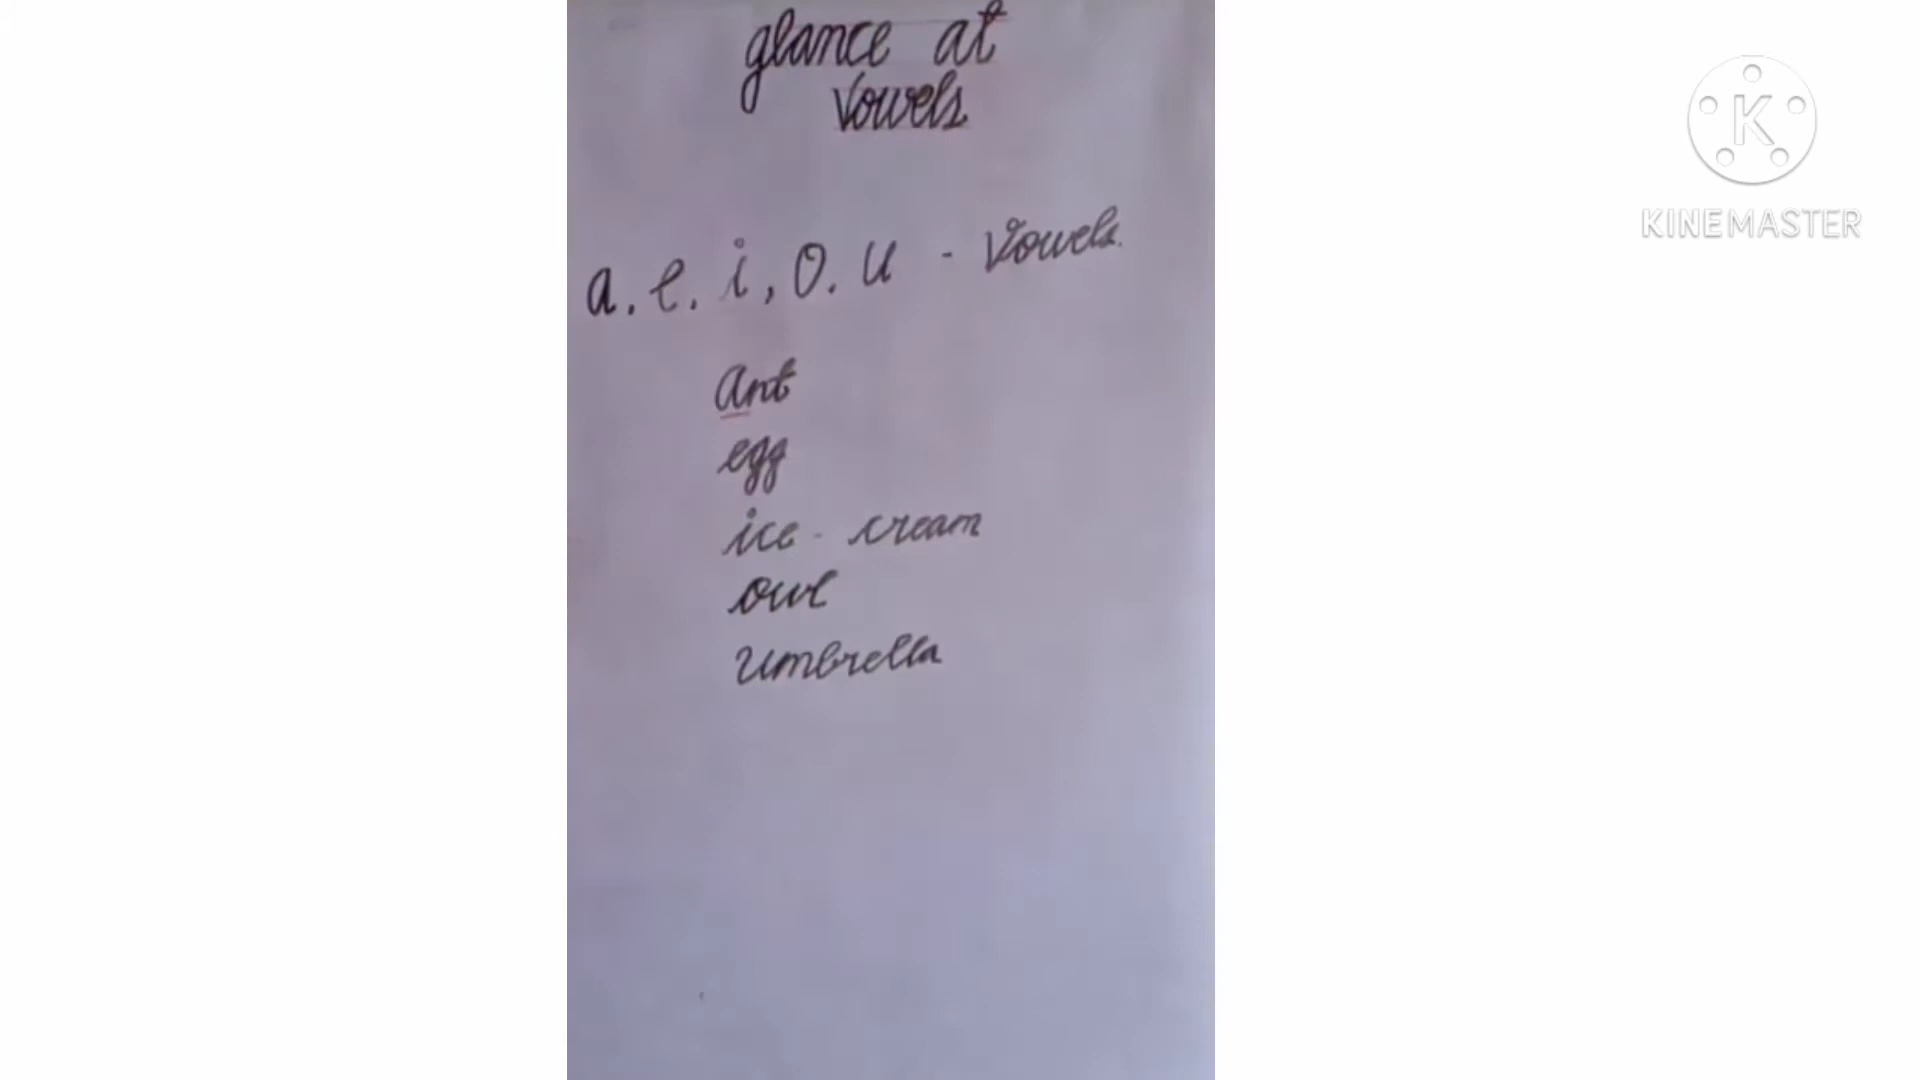 glance at
Vowels
a. e. i, O. U - Vowels.
Ant
egg
ice - cream
owl
Umbrella
K
KINEMASTER